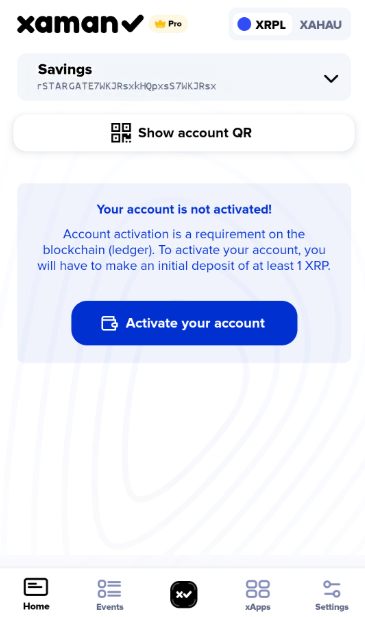 xaman
Pro
XRPL XAHAU
Savings
rSTARGATE7WKJRsxkHQpxsS7WKJRsx
Show account QR
Your account is not activated!
Account activation is a requirement on the
blockchain (ledger). To activate your account, you
will have to make an initial deposit of at least 1 XRP.
Activate your account
Home
Events
xApps
Settings